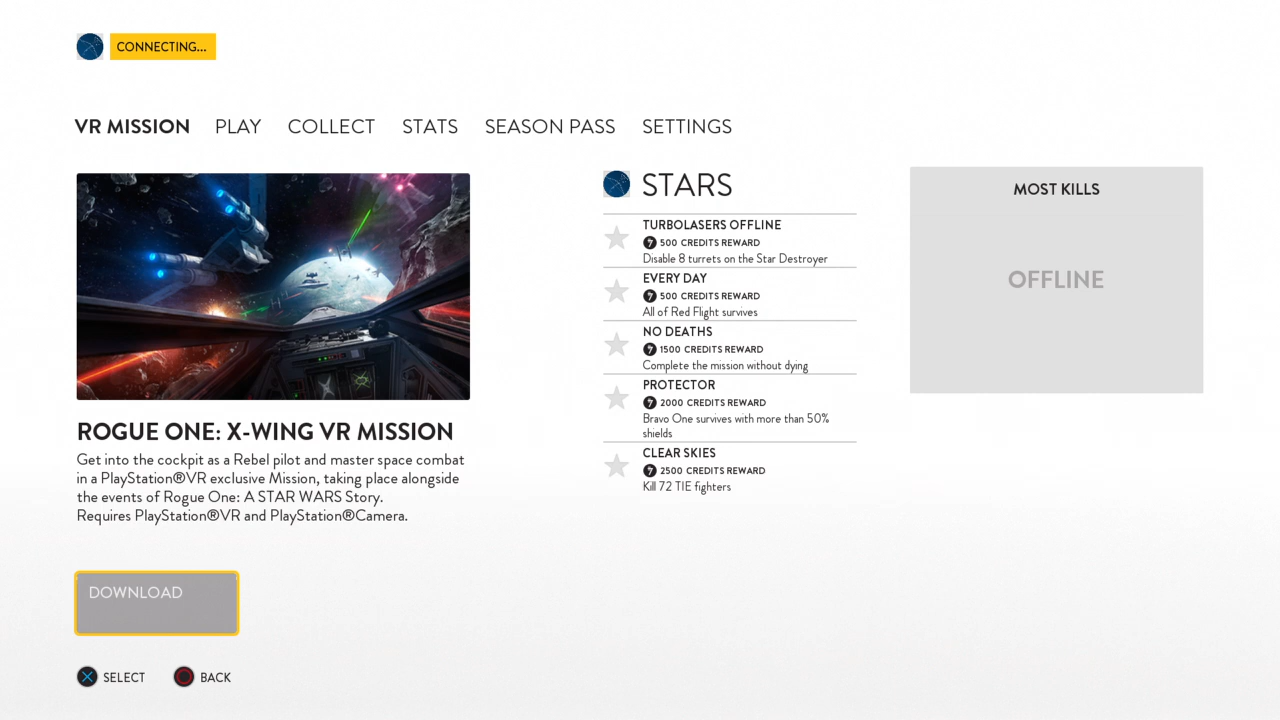 CONNECTING...
VR MISSION PLAY COLLECT STATS SEASON PASS SETTINGS
ROGUE ONE: X-WING VR MISSION
Get into the cockpit as a Rebel pilot and master space combat
in a PlayStation®VR exclusive Mission, taking place alongside
the events of Rogue One: A STAR WARS Story.
Requires PlayStation®VR and PlayStation®Camera.
DOWNLOAD
STARS
TURBOLASERS OFFLINE
500 CREDITS REWARD
Disable 8 turrets on the Star Destroyer
EVERY DAY
500 CREDITS REWARD
All of Red Flight survives
NO DEATHS
1500 CREDITS REWARD
Complete the mission without dying
PROTECTOR
2000 CREDITS REWARD
Bravo One survives with more than 50%
shields
CLEAR SKIES
2500 CREDITS REWARD
Kill 72 TIE fighters
MOST KILLS
OFFLINE
SELECT BACK